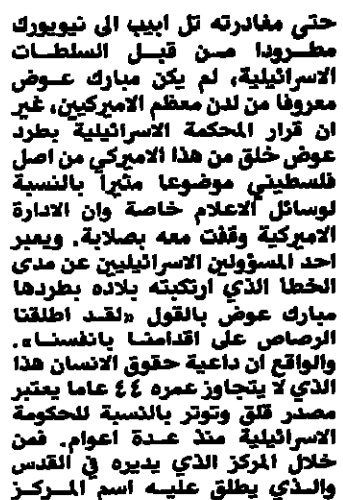 حتى مغادرته تل ابيب الى نيويورك
مطرودا من قبل السلطات
الاسرائيلية، لم يكن مبارك عوض
معروفا من لدن معظم الاميركيين، غير
ان قرار المحكمة الاسرائيلية بطرد
عوض خلق من هذا الاميركي من اصل
فلسطيني موضوعا مثيرا بالنسبة
لوسائل الاعلام خاصة وان الادارة
الاميركية وقفت معه بصلابة. ويعبر
احد المسؤولين الاسرائيليين عن مدى
الخطا الذي ارتكبته بلاده بطردها
مبارك عوض بالقول «لقد اطلقنا
الرصاص على اقدامنا بانفسنا».
والواقع ان داعية حقوق الانسان هذا
الذي لا يتجاوز عمره ٤٤ عاما يعتبر
مصدر قلق وتوتر بالنسبة للحكومة
الاسرائيلية منذ عدة اعوام. فمن
خلال المركز الذي يديره في القدس
والذي يطلق عليه اسم المركز